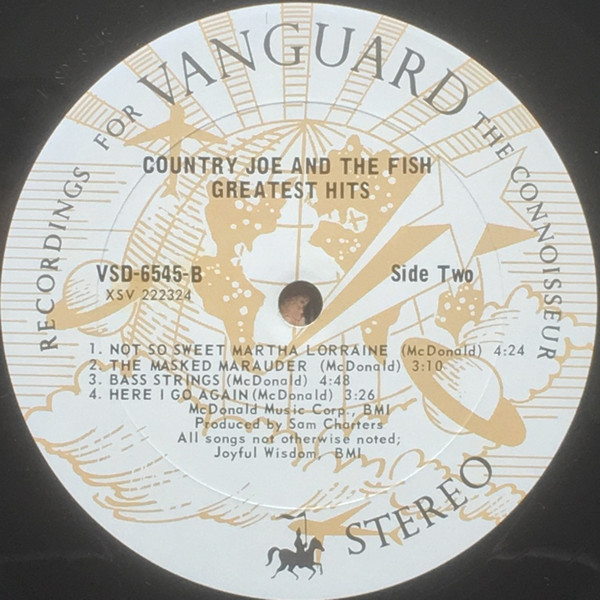 RECORDINGS FOR VANGUARD THE CONNOISSEUR
COUNTRY JOE AND THE FISH
GREATEST HITS
VSD-6545-B
XSV 222324
Side Two
1. NOT SO SWEET MARTHA LORRAINE (McDonald) 4:24
2. THE MASKED MARAUDER (McDonald) 3:10
3. BASS STRINGS (McDonald) 4:48
4. HERE I GO AGAIN (McDonald) 3:26
McDonald Music Corp., BMI
Produced by Sam Charters
All songs not otherwise noted;
Joyful Wisdom, BMI
STEREO